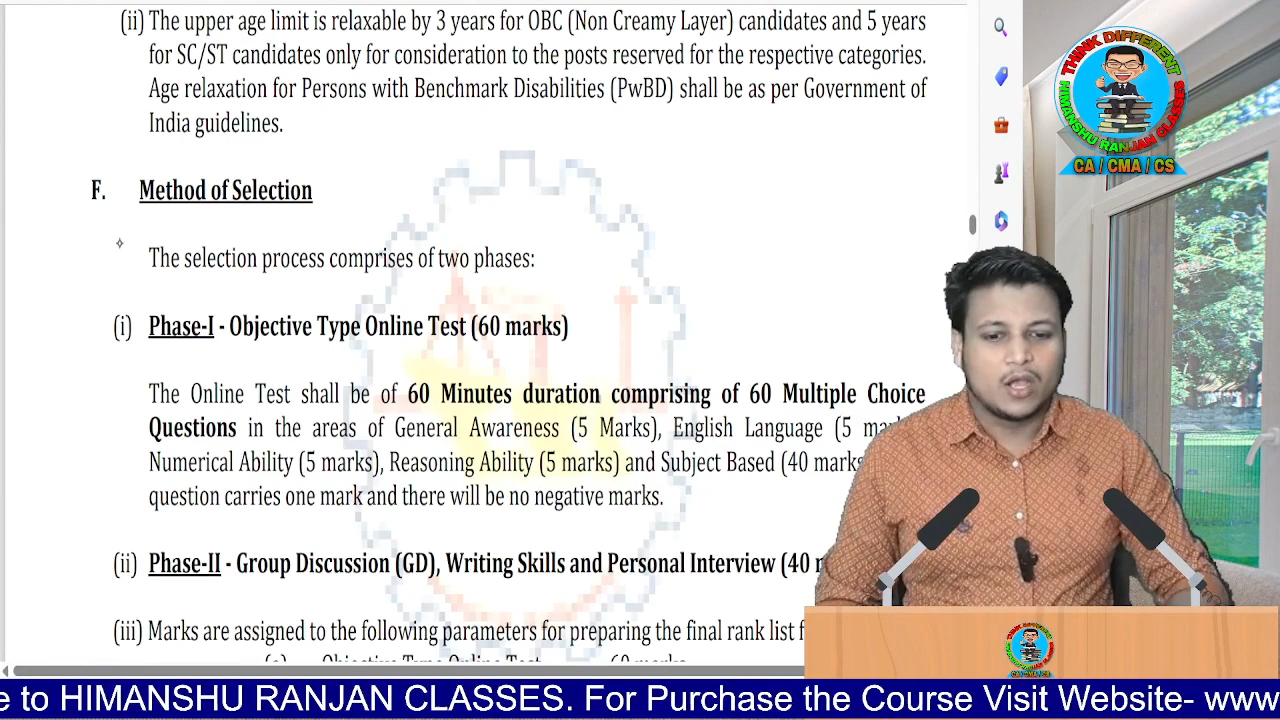 (ii) The upper age limit is relaxable by 3 years for OBC (Non Creamy Layer) candidates and 5 years
for SC/ST candidates only for consideration to the posts reserved for the respective categories.
Age relaxation for Persons with Benchmark Disabilities (PwBD) shall be as per Government of
India guidelines.
F. Method of Selection
The selection process comprises of two phases:
(i) Phase-I - Objective Type Online Test (60 marks)
The Online Test shall be of 60 Minutes duration comprising of 60 Multiple Choice
Questions in the areas of General Awareness (5 Marks), English Language (5
Numerical Ability (5 marks), Reasoning Ability (5 marks) and Subject Based (40 marks
question carries one mark and there will be no negative marks.
(ii) Phase-II - Group Discussion (GD), Writing Skills and Personal Interview (40
(iii) Marks are assigned to the following parameters for preparing the final rank list
Objective Type Online Test 60 marks
THINK DIFFERENT
HIMANSHU RANJAN CLASSES
CA / CMA / CS
e to HIMANSHU RANJAN CLASSES. For Purchase the Course Visit Website- www